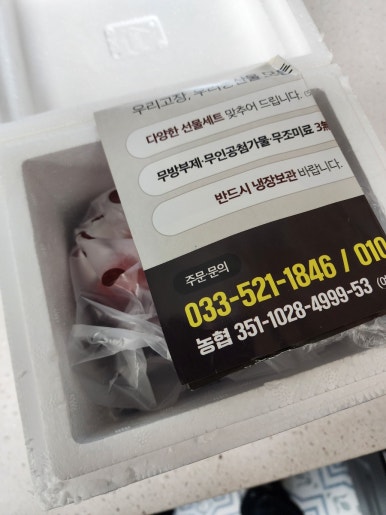 우리고장,
다양한 선물세트 맞추어 드립니다.
무방부제·무인공첨가물·무조미료 3無
반드시 냉장보관 바랍니다.
주문·문의
033-521-1846 / 010
농협 351-1028-4999-53